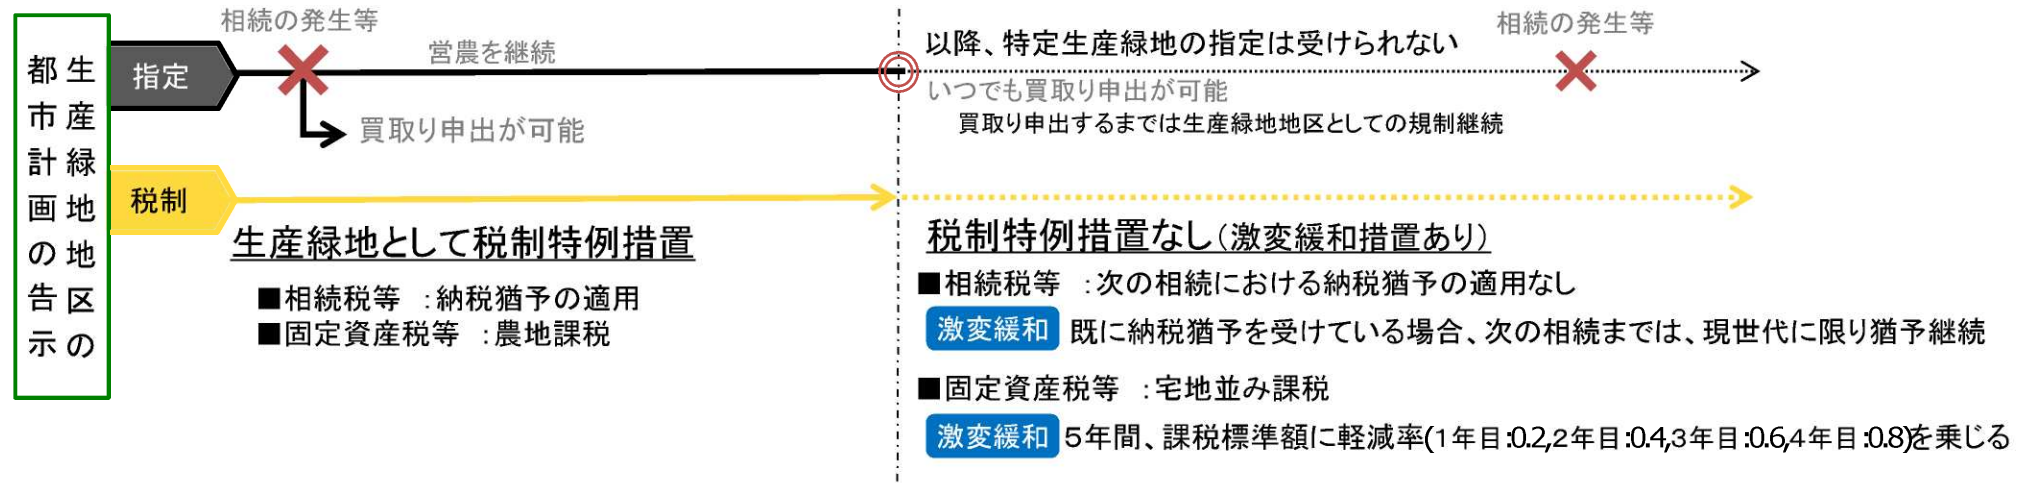 生産緑地地区の
都市計画の告示
指定
相続の発生等
営農を継続
買取り申出が可能
以降、特定生産緑地の指定は受けられない
相続の発生等
いつでも買取り申出が可能
買取り申出するまでは生産緑地地区としての規制継続
税制
生産緑地として税制特例措置
■相続税等 :納税猶予の適用
■固定資産税等 :農地課税
税制特例措置なし(激変緩和措置あり)
■相続税等 :次の相続における納税猶予の適用なし
激変緩和 既に納税猶予を受けている場合、次の相続までは、現世代に限り猶予継続
■固定資産税等 :宅地並み課税
激変緩和 5年間、課税標準額に軽減率(1年目:0.2,2年目:0.4,3年目:0.6,4年目:0.8)を乗じる